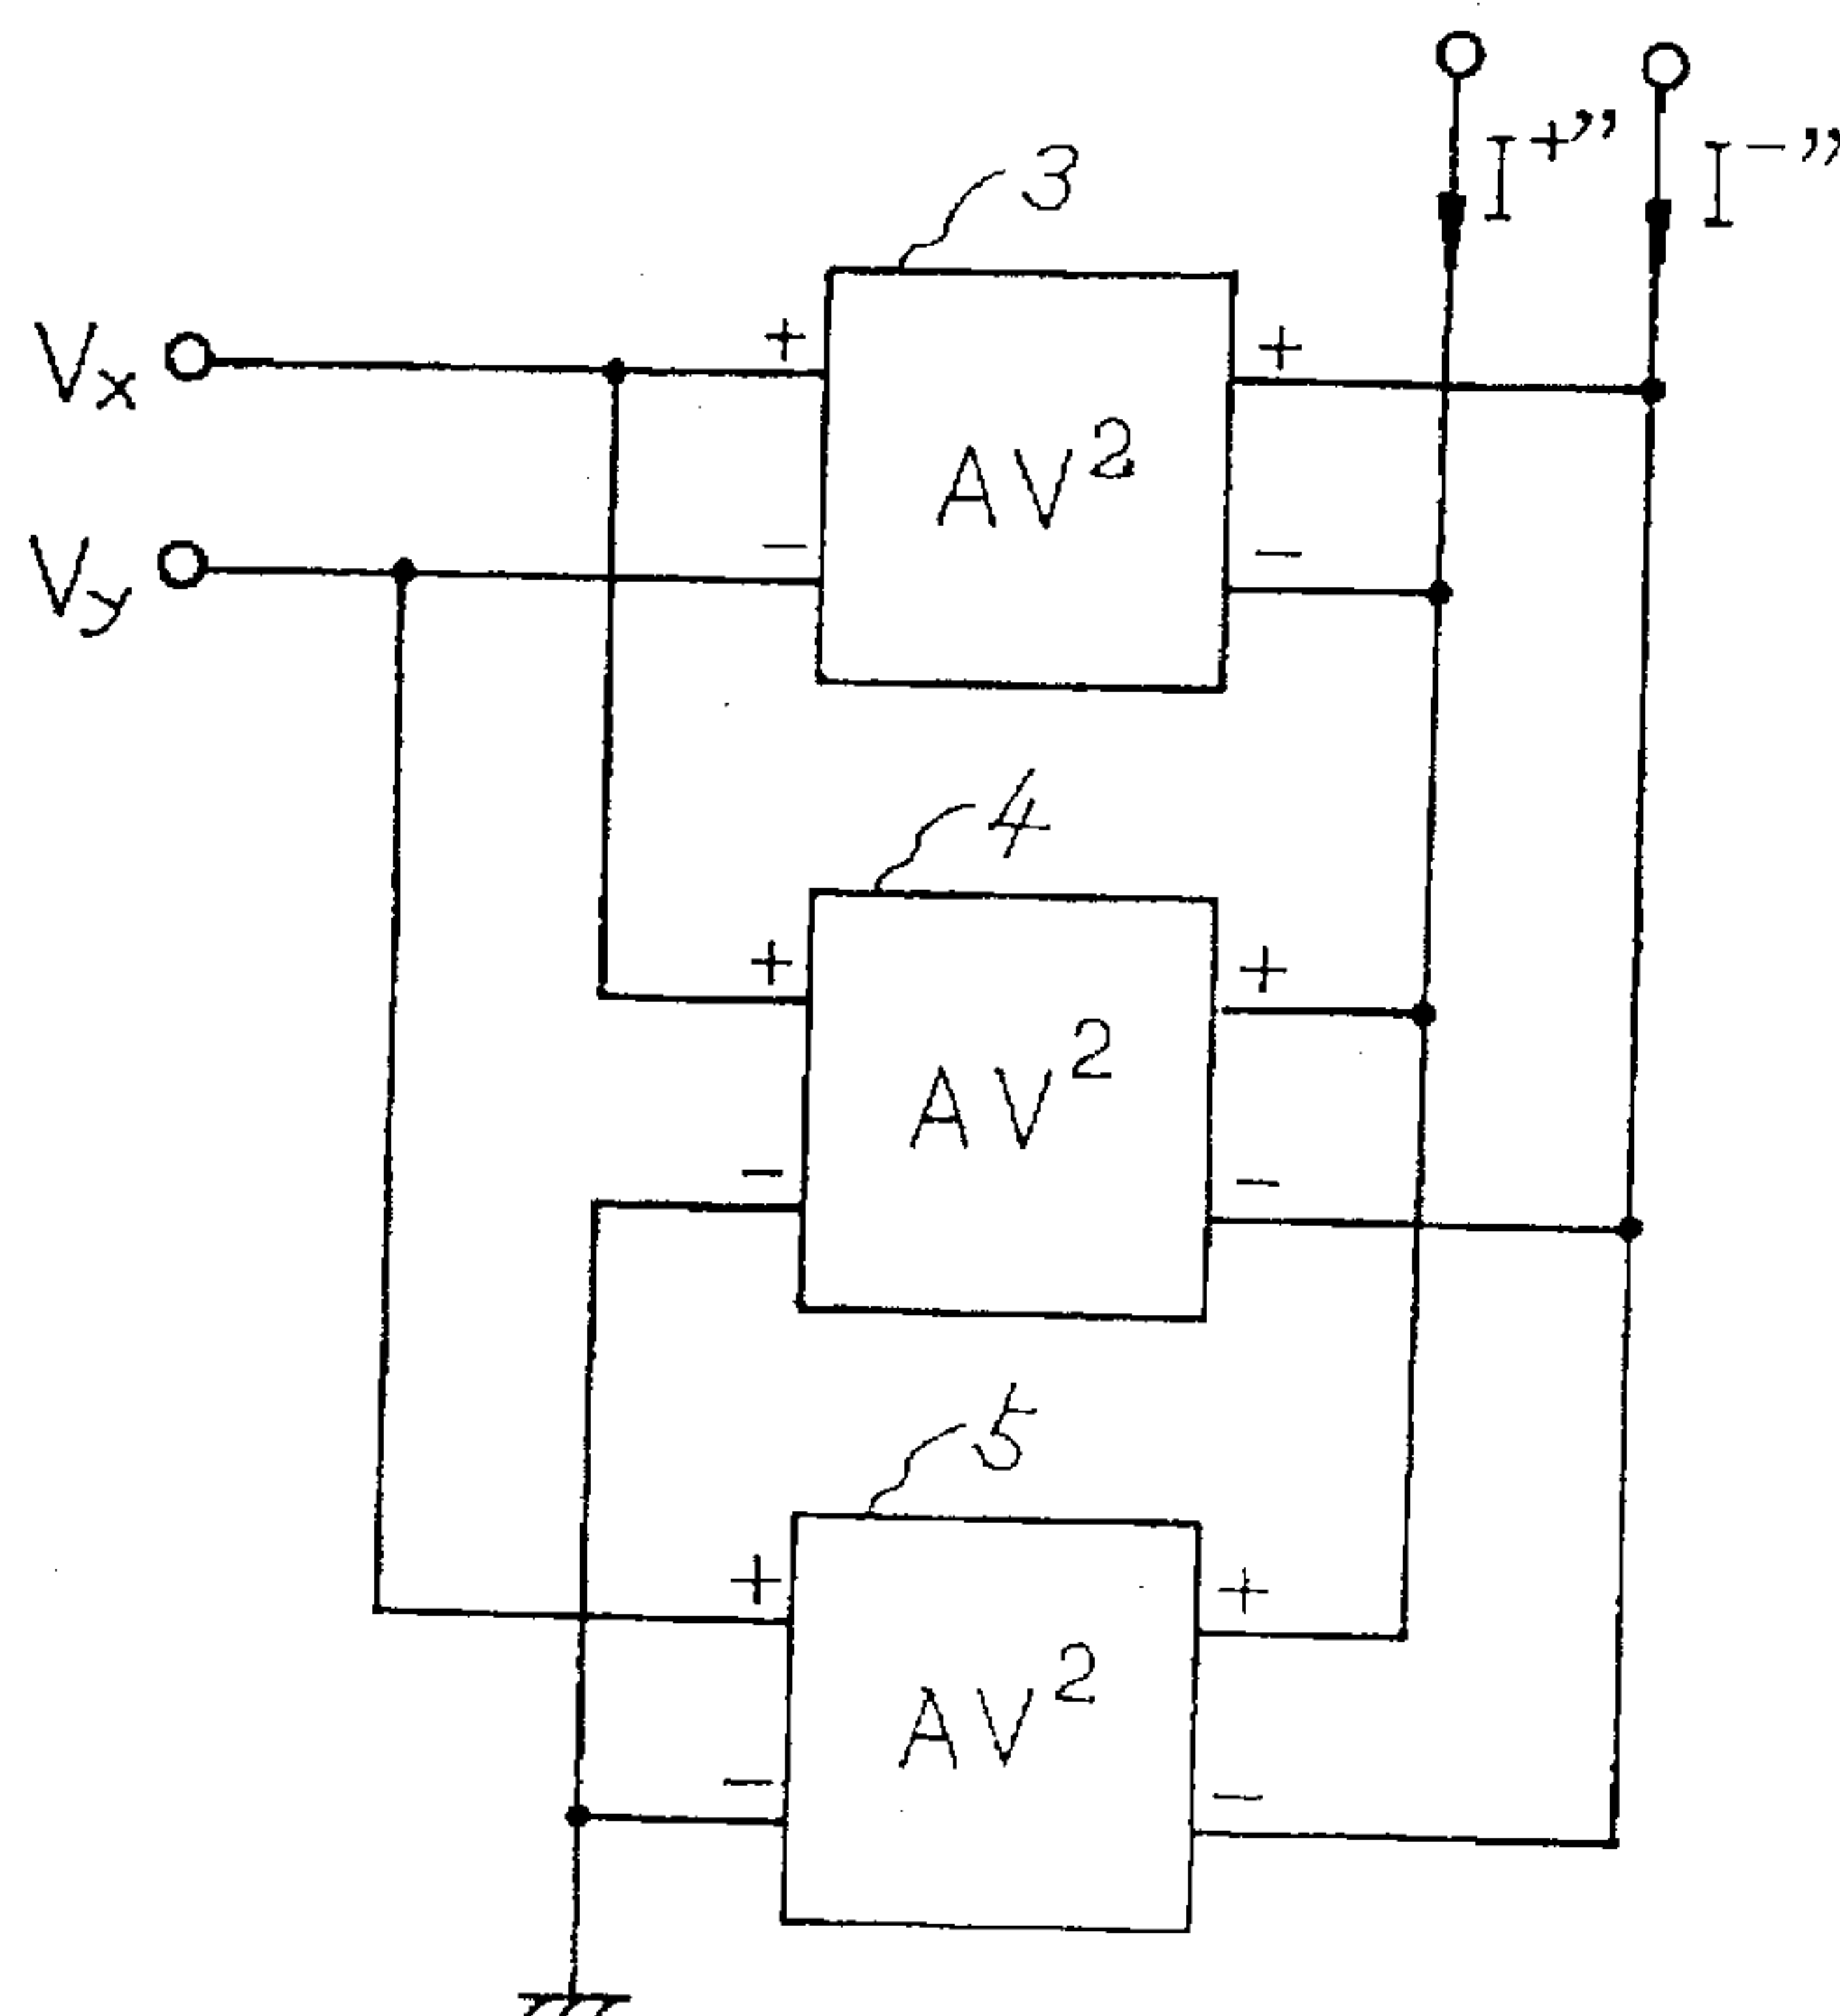 I+”
I-”
3
Vx
+
+
AV²
Vy
-
-
4
+
+
AV²
-
-
5
+
+
AV²
-
-